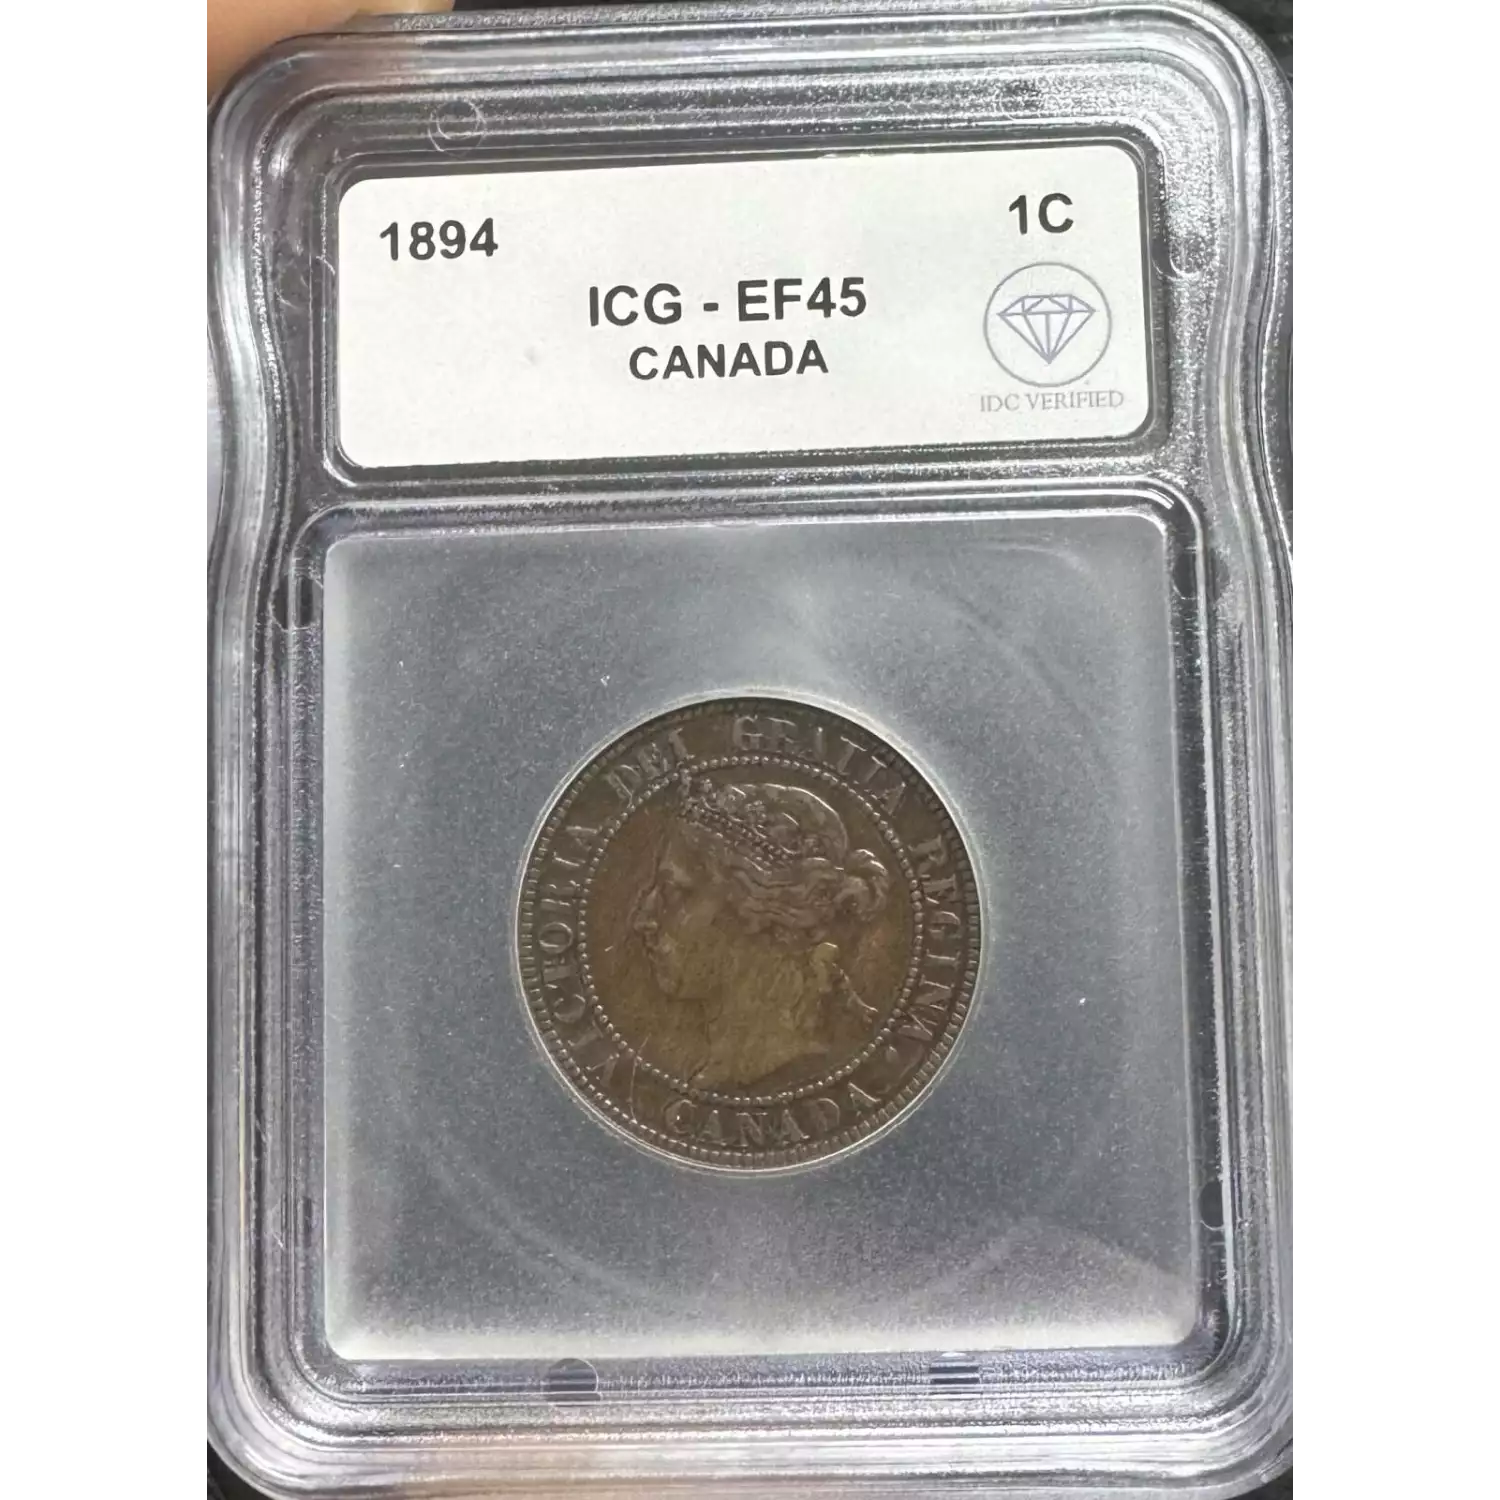 1894 1C
ICG - EF45
CANADA
IDC VERIFIED
VICTORIA DEI GRATIA REGINA.
CANADA